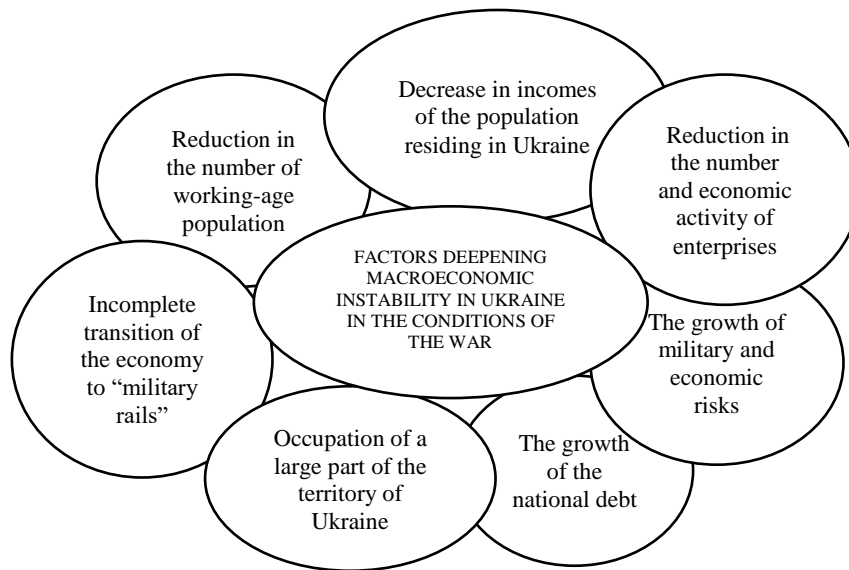 Decrease in incomes
of the population
residing in Ukraine
Reduction in
the number of
working-age
population
Reduction in
the number
and economic
activity of
enterprises
FACTORS DEEPENING
MACROECONOMIC
INSTABILITY IN UKRAINE
IN THE CONDITIONS OF
THE WAR
Incomplete
transition of
the economy
to “military
rails”
The growth of
military and
economic
risks
Occupation of a
large part of the
territory of
Ukraine
The growth
of the
national debt